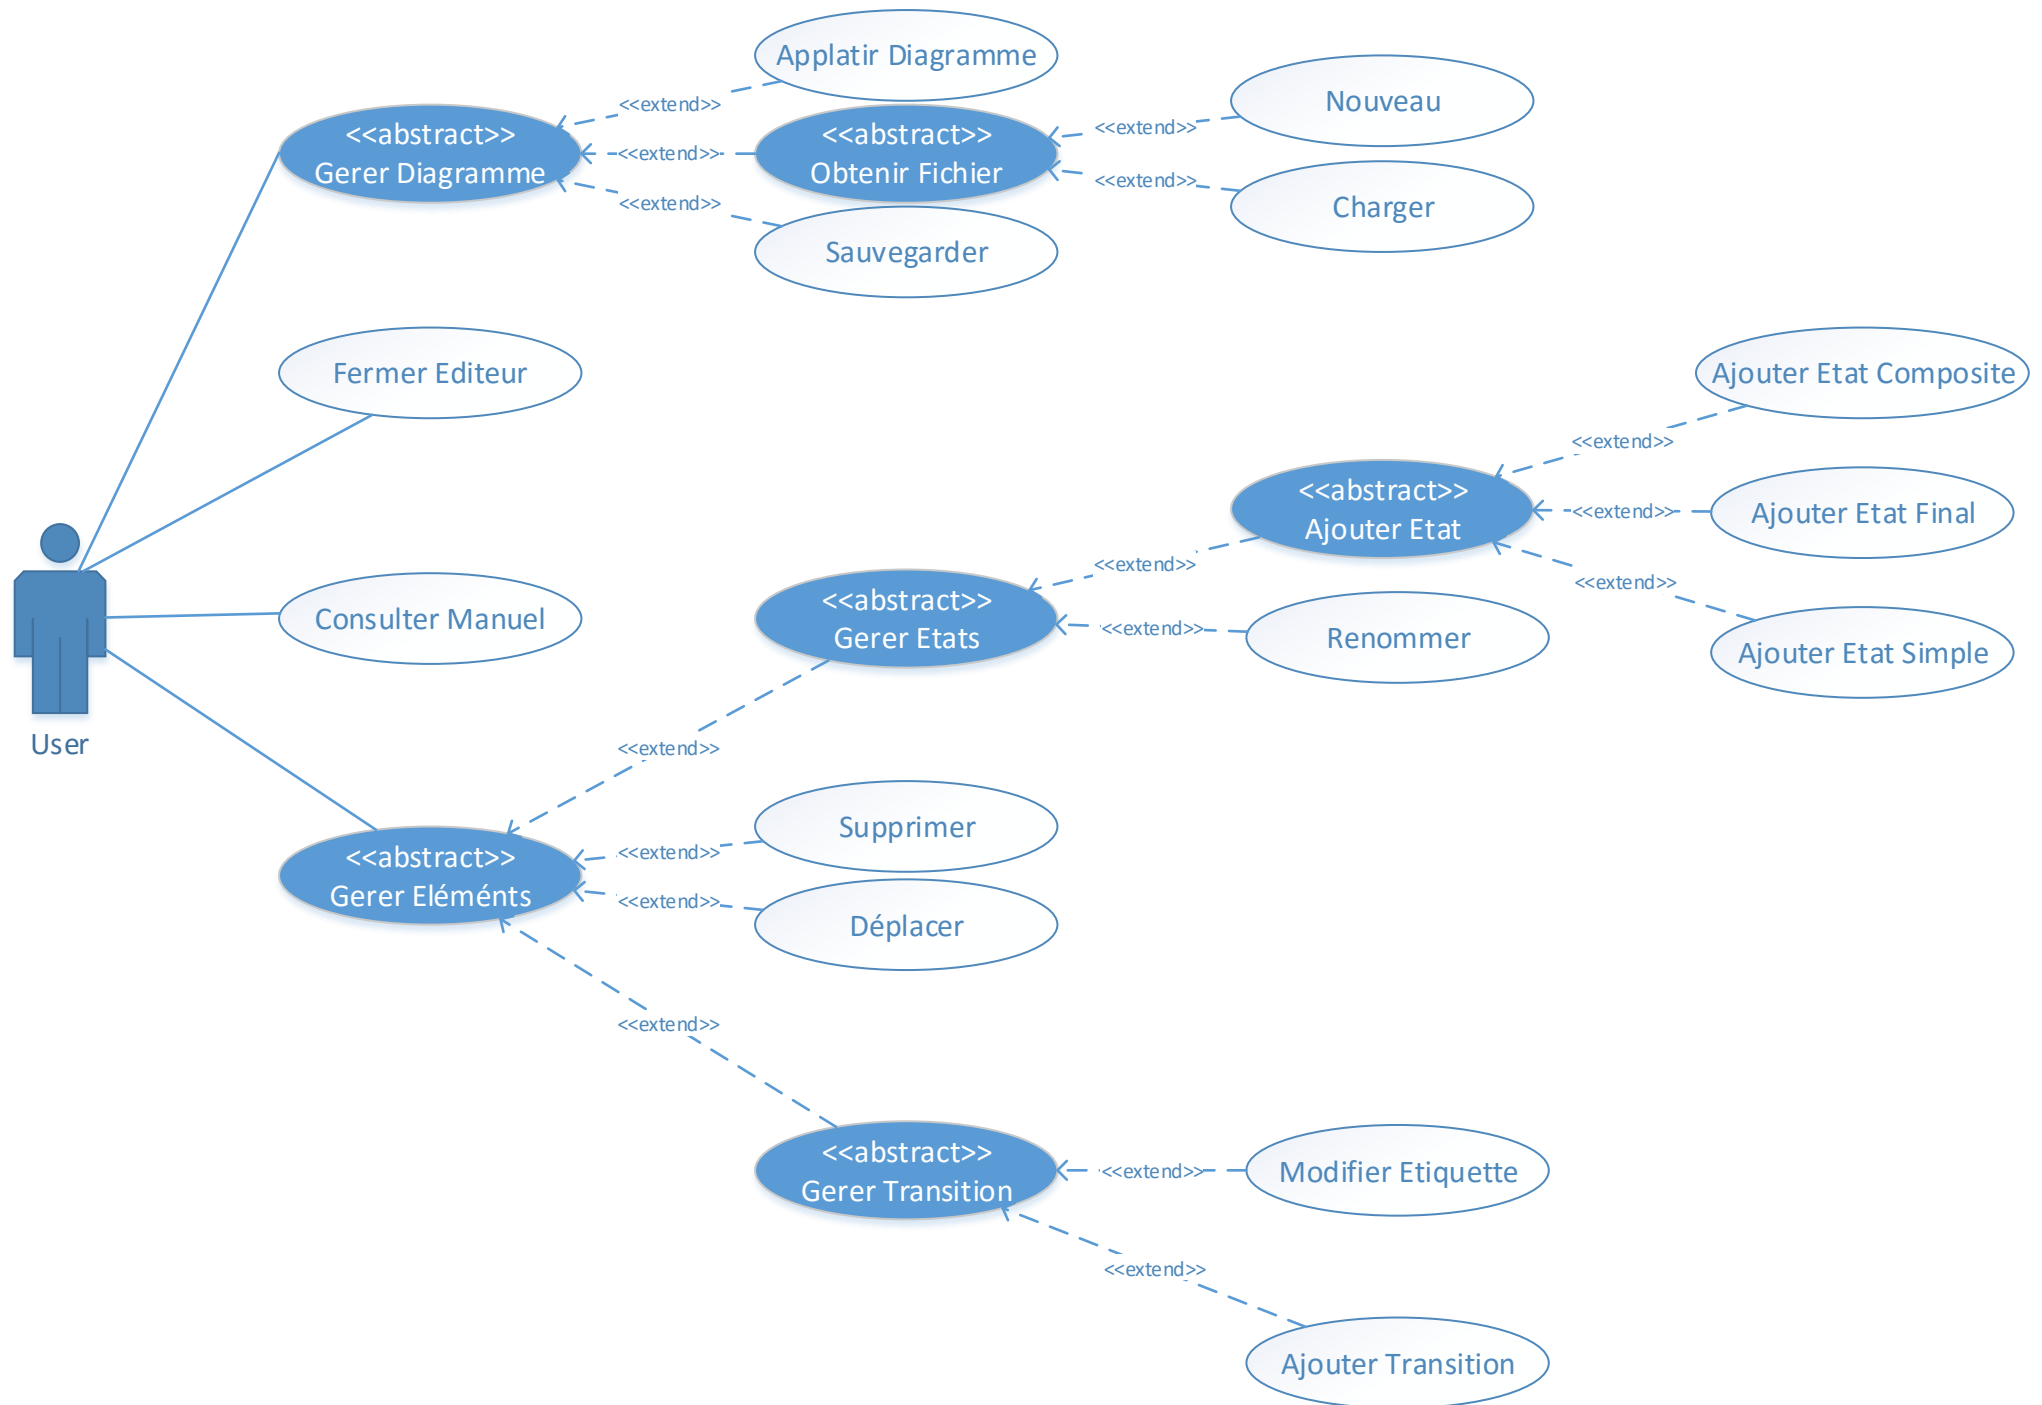 Applatir Diagramme
<<extend>>
<<abstract>>
Gerer Diagramme
<<extend>>
<<abstract>>
Obtenir Fichier
<<extend>>
Sauvegarder
<<extend>>
Nouveau
<<extend>>
Charger
Fermer Editeur
Consulter Manuel
User
Ajouter Etat Composite
<<extend>>
<<abstract>>
Ajouter Etat
<<extend>>
Ajouter Etat Final
<<extend>>
Ajouter Etat Simple
<<extend>>
<<abstract>>
Gerer Etats
<<extend>>
Renommer
<<extend>>
Supprimer
<<extend>>
<<abstract>>
Gerer Eléménts
<<extend>>
Déplacer
<<extend>>
<<abstract>>
Gerer Transition
<<extend>>
Modifier Etiquette
<<extend>>
Ajouter Transition